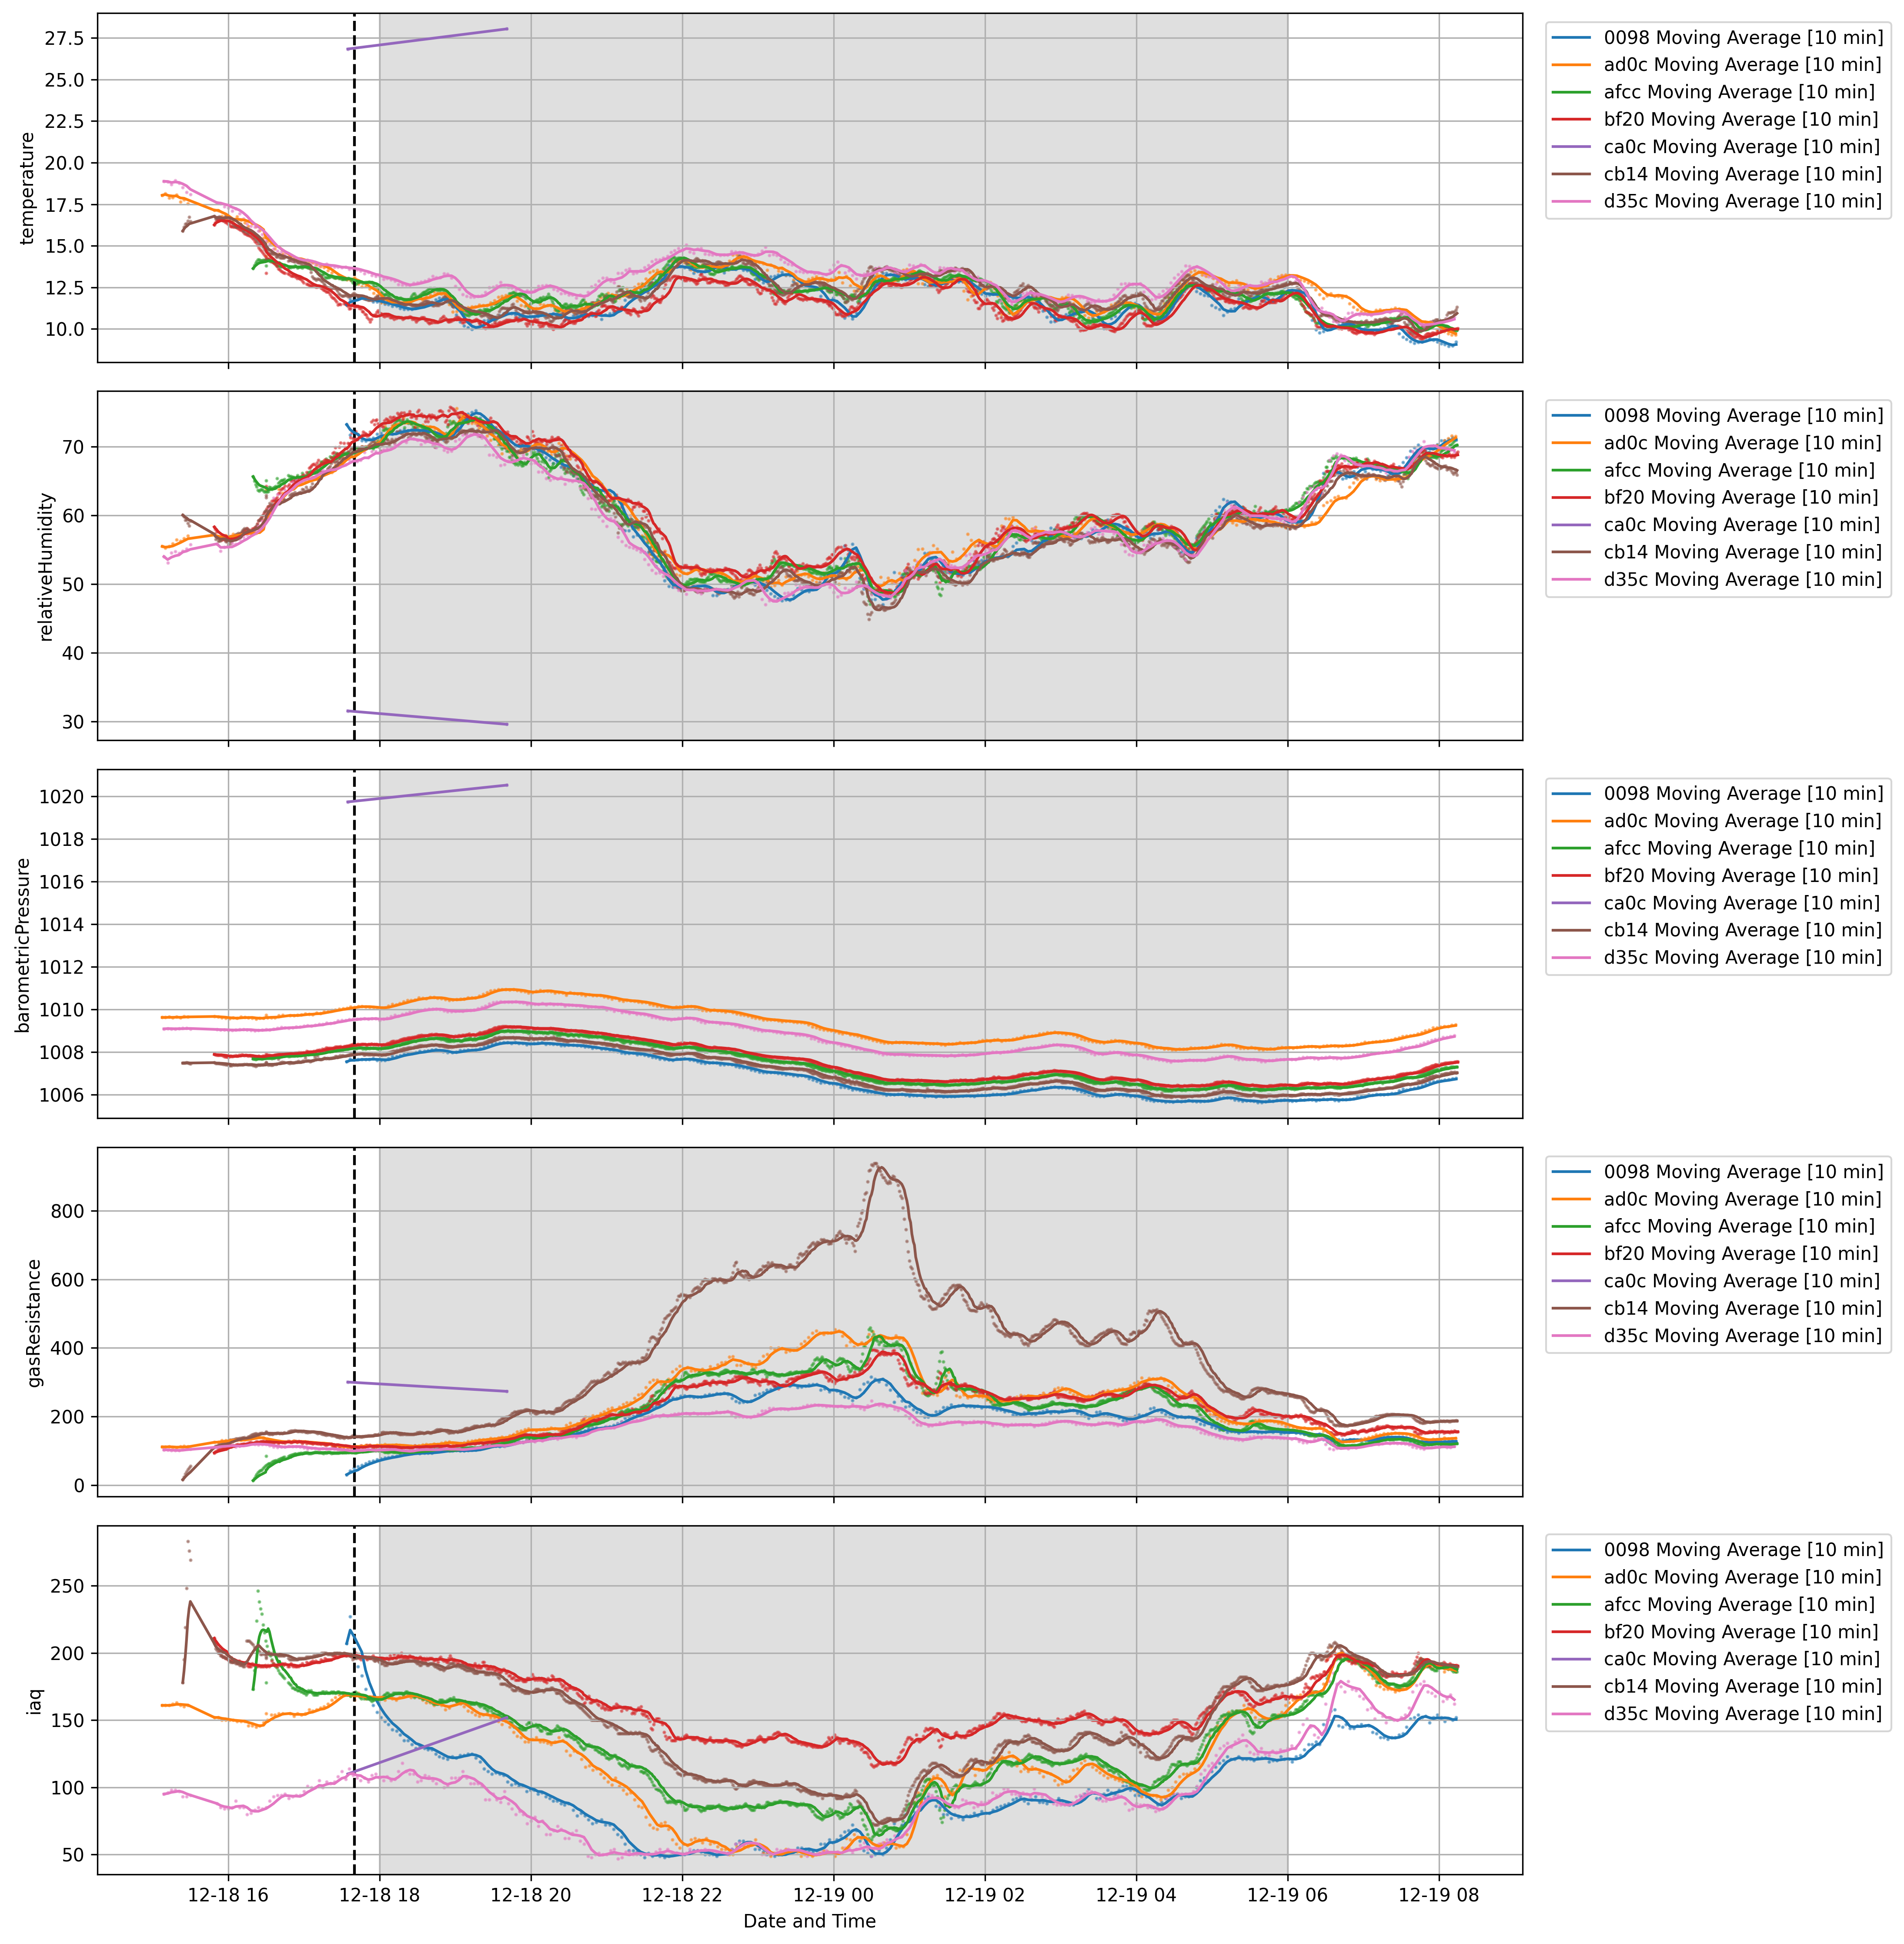 27.5
25.0
22.5
20.0
17.5
15.0
12.5
10.0
temperature
0098 Moving Average [10 min]
ad0c Moving Average [10 min]
afcc Moving Average [10 min]
bf20 Moving Average [10 min]
ca0c Moving Average [10 min]
cb14 Moving Average [10 min]
d35c Moving Average [10 min]
70
60
50
40
30
relativeHumidity
0098 Moving Average [10 min]
ad0c Moving Average [10 min]
afcc Moving Average [10 min]
bf20 Moving Average [10 min]
ca0c Moving Average [10 min]
cb14 Moving Average [10 min]
d35c Moving Average [10 min]
1020
1018
1016
1014
1012
1010
1008
1006
barometricPressure
0098 Moving Average [10 min]
ad0c Moving Average [10 min]
afcc Moving Average [10 min]
bf20 Moving Average [10 min]
ca0c Moving Average [10 min]
cb14 Moving Average [10 min]
d35c Moving Average [10 min]
800
600
400
200
0
gasResistance
0098 Moving Average [10 min]
ad0c Moving Average [10 min]
afcc Moving Average [10 min]
bf20 Moving Average [10 min]
ca0c Moving Average [10 min]
cb14 Moving Average [10 min]
d35c Moving Average [10 min]
250
200
150
100
50
iaq
0098 Moving Average [10 min]
ad0c Moving Average [10 min]
afcc Moving Average [10 min]
bf20 Moving Average [10 min]
ca0c Moving Average [10 min]
cb14 Moving Average [10 min]
d35c Moving Average [10 min]
12-18 16 12-18 18 12-18 20 12-18 22 12-19 00 12-19 02 12-19 04 12-19 06 12-19 08
Date and Time